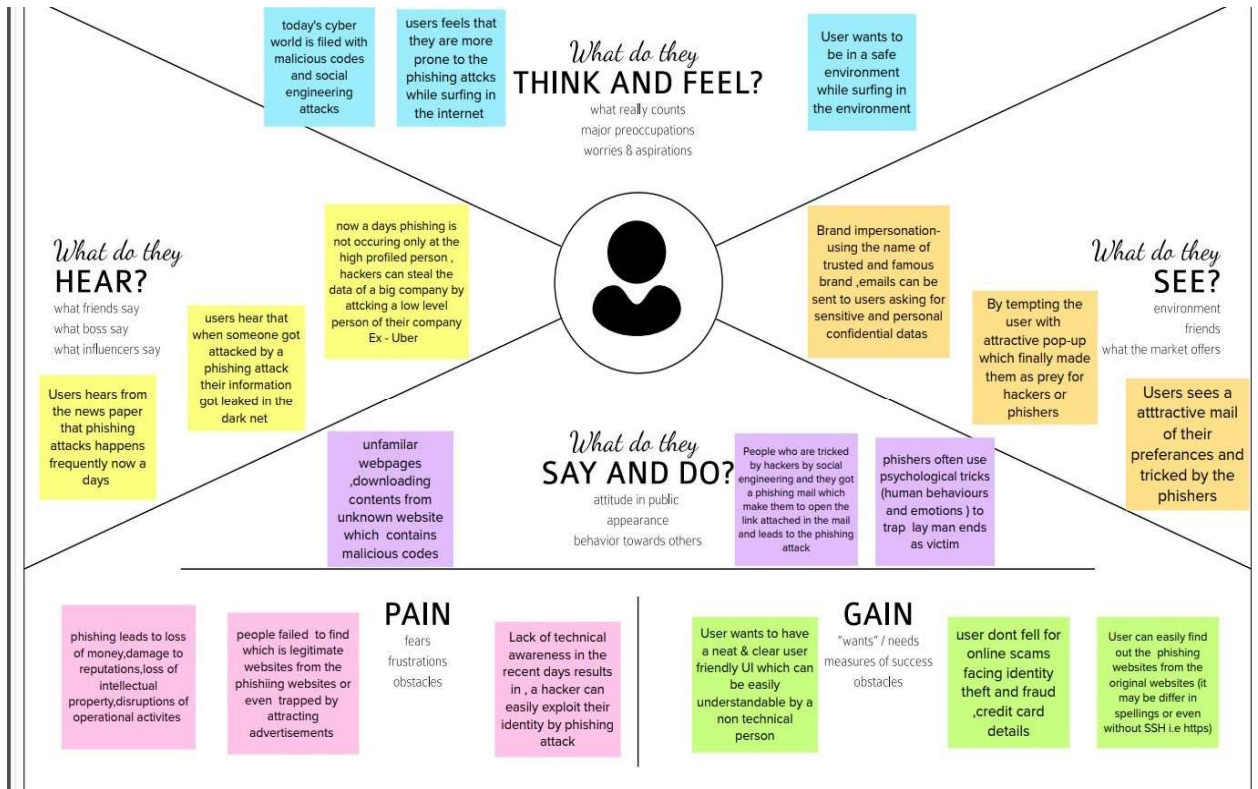 today's cyber
world is filed with
malicious codes
and social
engineering
attacks
users feels that
they are more
prone to the
phishing attcks
while surfing in
the internet
What do they
THINK AND FEEL?
what really counts
major preoccupations
worries & aspirations
User wants to
be in a safe
environment
while surfing in
the environment
What do they
HEAR?
what friends say
what boss say
what influencers say
now a days phishing is
not occuring only at the
high profiled person ,
hackers can steal the
data of a big company by
attcking a low level
person of their company
Ex - Uber
users hear that
when someone got
attacked by a
phishing attack
their information
got leaked in the
dark net
Users hears from
the news paper
that phishing
attacks happens
frequently now a
days
Brand impersonation-
using the name of
trusted and famous
brand ,emails can be
sent to users asking for
sensitive and personal
confidential datas
By tempting the
user with
attractive pop-up
which finally made
them as prey for
hackers or
phishers
What do they
SEE?
environment
friends
what the market offers
Users sees a
atttractive mail
of their
preferances and
tricked by the
phishers
unfamilar
webpages
,downloading
contents from
unknown website
which contains
malicious codes
What do they
SAY AND DO?
attitude in public
appearance
behavior towards others
People who are tricked
by hackers by social
engineering and they got
a phishing mail which
make them to open the
link attached in the mail
and leads to the phishing
attack
phishers often use
psychological tricks
(human behaviours
and emotions ) to
trap lay man ends
as victim
PAIN
fears
frustrations
obstacles
phishing leads to loss
of money,damage to
reputations,loss of
intellectual
property,disruptions of
operational activites
people failed to find
which is legitimate
websites from the
phishiing websites or
even trapped by
attracting
advertisements
Lack of technical
awareness in the
recent days results
in , a hacker can
easily exploit their
identity by phishing
attack
GAIN
"wants" / needs
measures of success
obstacles
User wants to have
a neat & clear user
friendly UI which can
be easily
understandable by a
non technical
person
user dont fell for
online scams
facing identity
theft and fraud
,credit card
details
User can easily find
out the phishing
websites from the
original websites (it
may be differ in
spellings or even
without SSH i.e https)